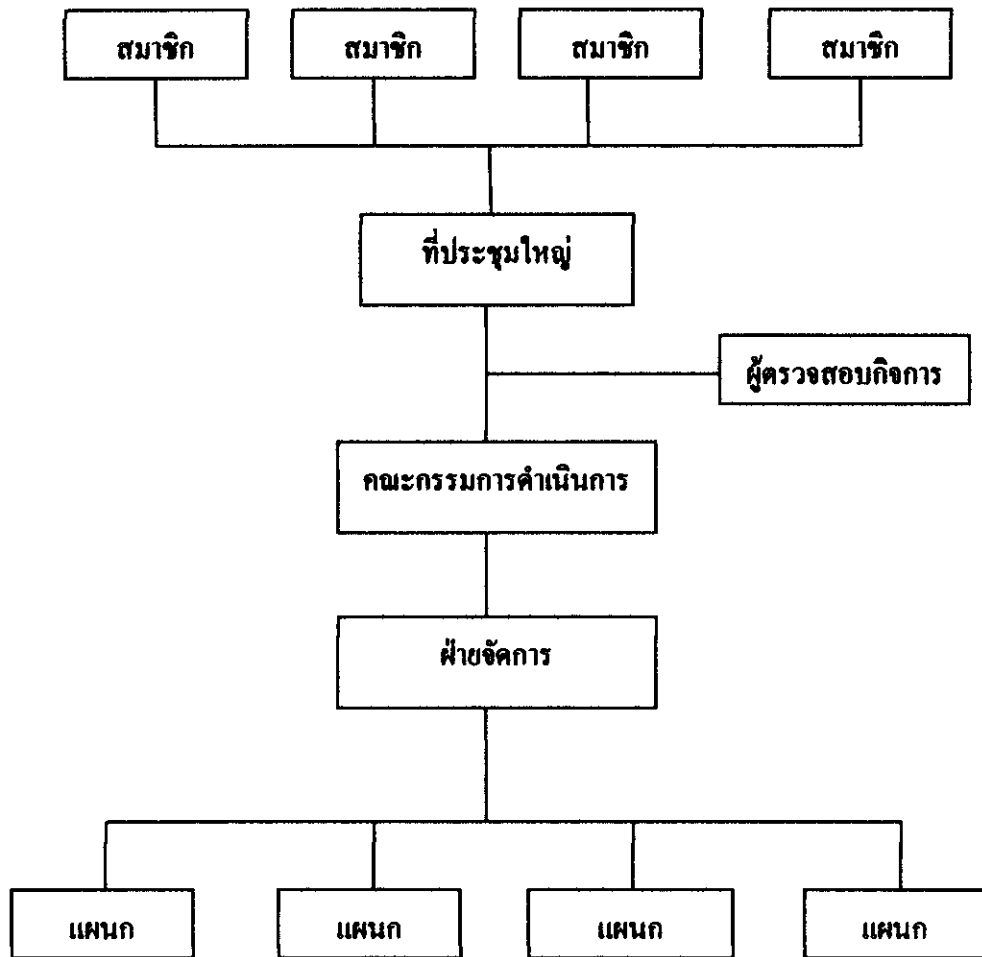 สมาชิก
สมาชิก
สมาชิก
สมาชิก
ที่ประชุมใหญ่
ผู้ตรวจสอบกิจการ
คณะกรรมการดำเนินการ
ฝ่ายจัดการ
แผนก
แผนก
แผนก
แผนก